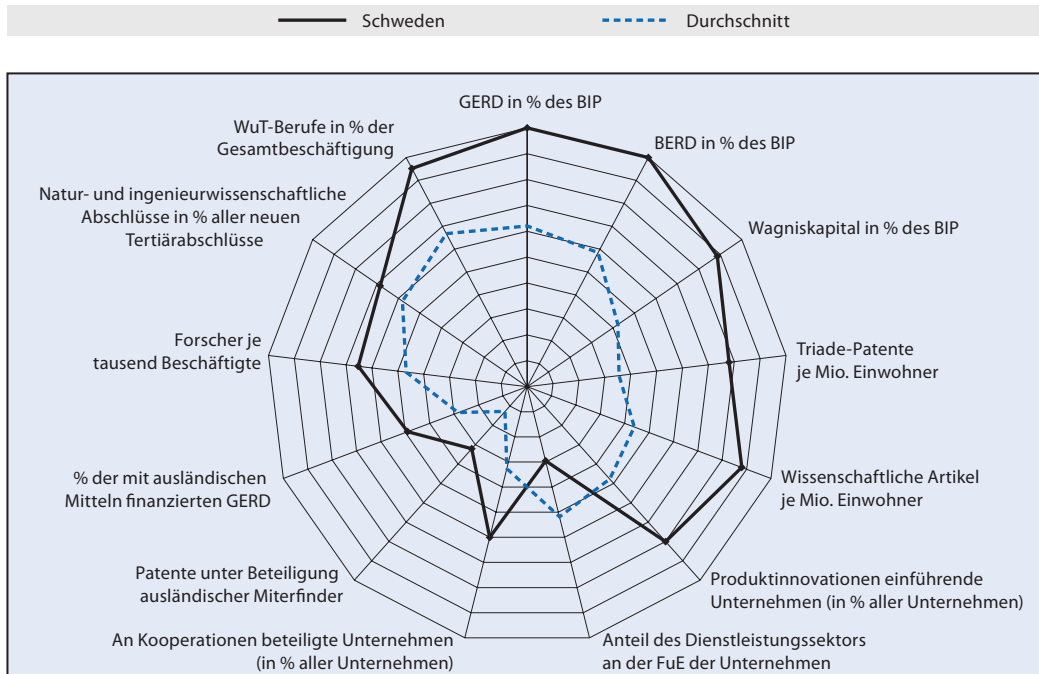 Schweden
Durchschnitt
GERD in % des BIP
BERD in % des BIP
Wagniskapital in % des BIP
Triade-Patente
je Mio. Einwohner
Wissenschaftliche Artikel
je Mio. Einwohner
Produktinnovationen einführende
Unternehmen (in % aller Unternehmen)
Anteil des Dienstleistungssektors
an der FuE der Unternehmen
An Kooperationen beteiligte Unternehmen
(in % aller Unternehmen)
Patente unter Beteiligung
ausländischer Miterfinder
% der mit ausländischen
Mitteln finanzierten GERD
Forscher je
tausend Beschäftigte
Natur- und ingenieurwissenschaftliche
Abschlüsse in % aller neuen
Tertiärabschlüsse
WuT-Berufe in % der
Gesamtbeschäftigung